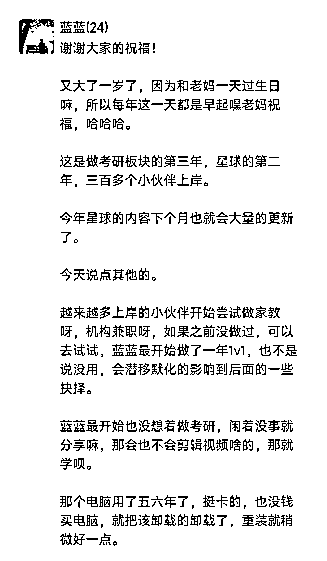 蓝蓝(24)
谢谢大家的祝福！
又大了一岁了，因为和老妈一天过生日
嘛，所以每年这一天都是早起嗅老妈祝
福，哈哈哈。
这是做考研板块的第三年，星球的第二
年，三百多个小伙伴上岸。
今年星球的内容下个月也就会大量的更新
了。
今天说点其他的。
越来越多上岸的小伙伴开始尝试做家教
呀，机构兼职呀，如果之前没做过，可以
去试试，蓝蓝最开始做了一年1v1，也不是
说没用，会潜移默化的影响到后面的一些
抉择。
蓝蓝最开始也没想着做考研，闲着没事就
分享嘛，那会也不会剪辑视频啥的，那就
学呗。
那个电脑用了五六年了，挺卡的，也没钱
买电脑，就把该卸载的卸载了，重装就稍
微好一点。